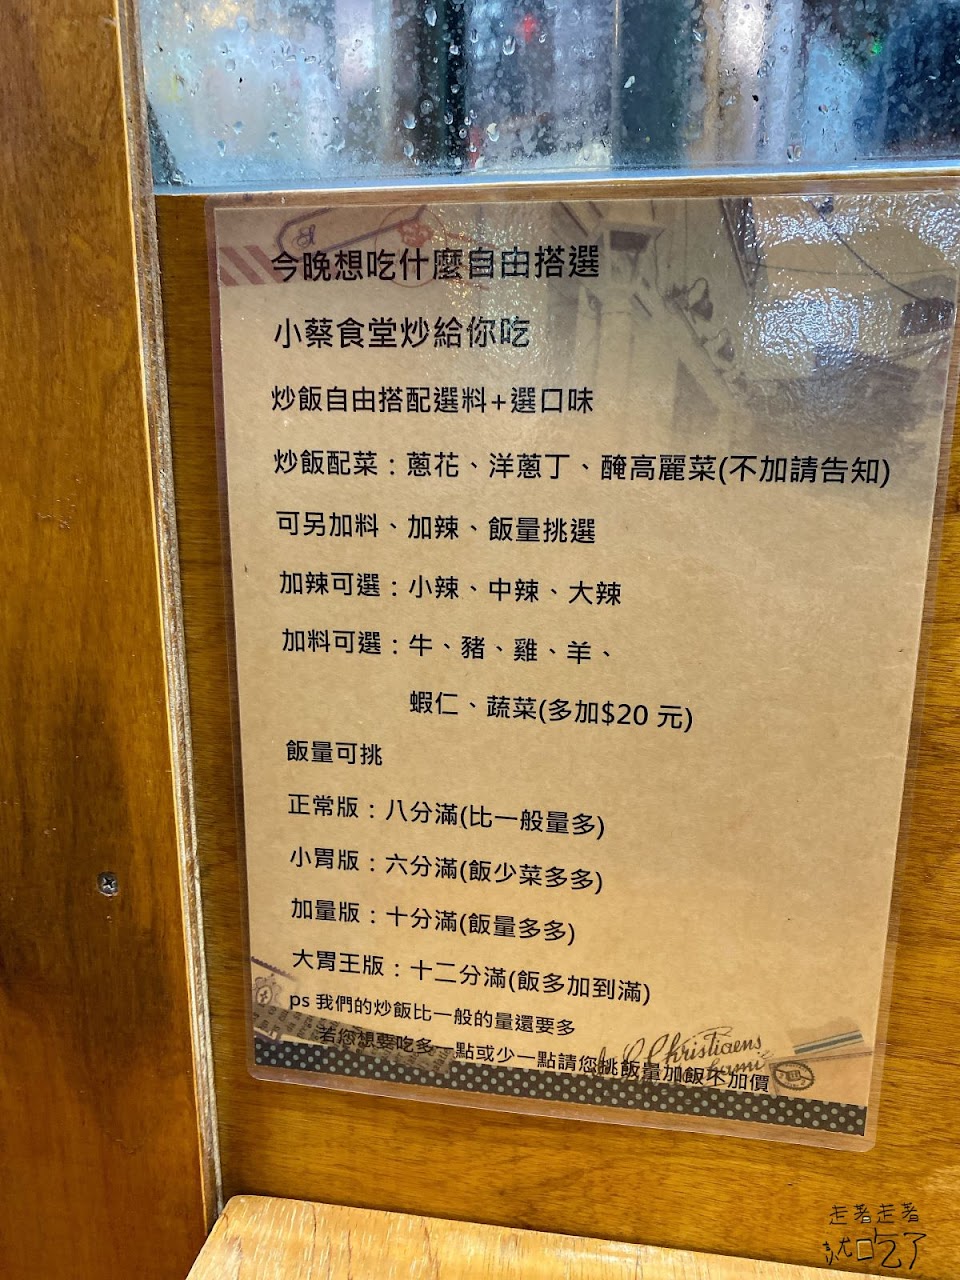 今晚想吃什麼自由搭選
小蔡食堂炒給你吃
炒飯自由搭配選料+選口味
炒飯配菜：蔥花、洋蔥丁、醃高麗菜(不加請告知)
可另加料、加辣、飯量挑選
加辣可選：小辣、中辣、大辣
加料可選：牛、豬、雞、羊、
蝦仁、蔬菜(多加$20 元)
飯量可挑
正常版：八分滿(比一般量多)
小胃版：六分滿(飯少菜多多)
加量版：十分滿(飯量多多)
大胃王版：十二分滿(飯多加到滿)
ps 我們的炒飯比一般的量還要多
若您想要吃多一點或少一點請您挑飯量加飯不加價
Christiaens
走著走著
就吃了